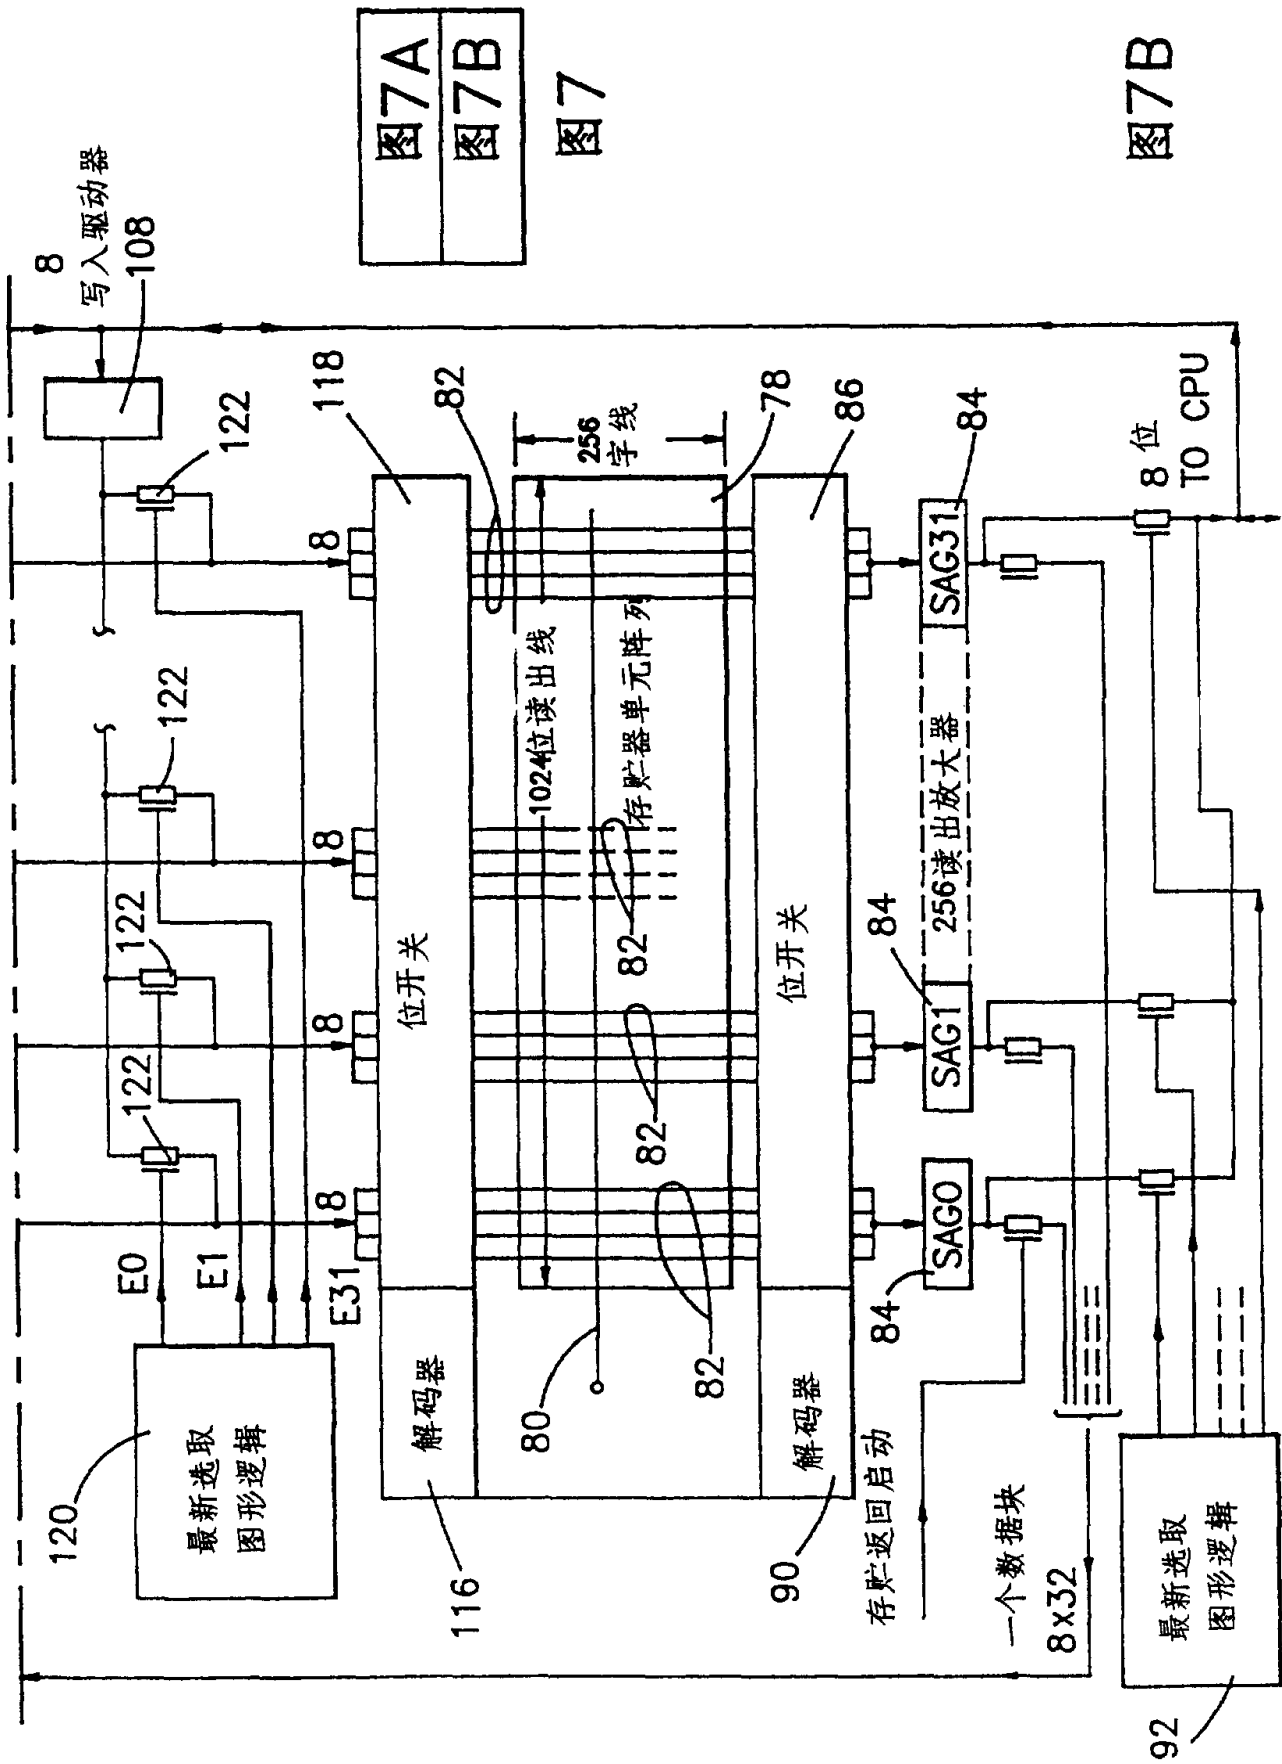 8
写入驱动器
108
122
122
122
122
E0
E1
E31
120
最新选取
图形逻辑
8
8
8
8
118
位开关
解码器
116
82
256
字线
1024位读出线
存贮器单元阵列
78
80
82
82
82
86
位开关
解码器
90
84
SAG0
84
SAG1
256读出放大器
SAG31
84
存贮返回启动
一个数据块
8x32
8 位
TO CPU
最新选取
图形逻辑
92
图7A
图7B
图7
图7B